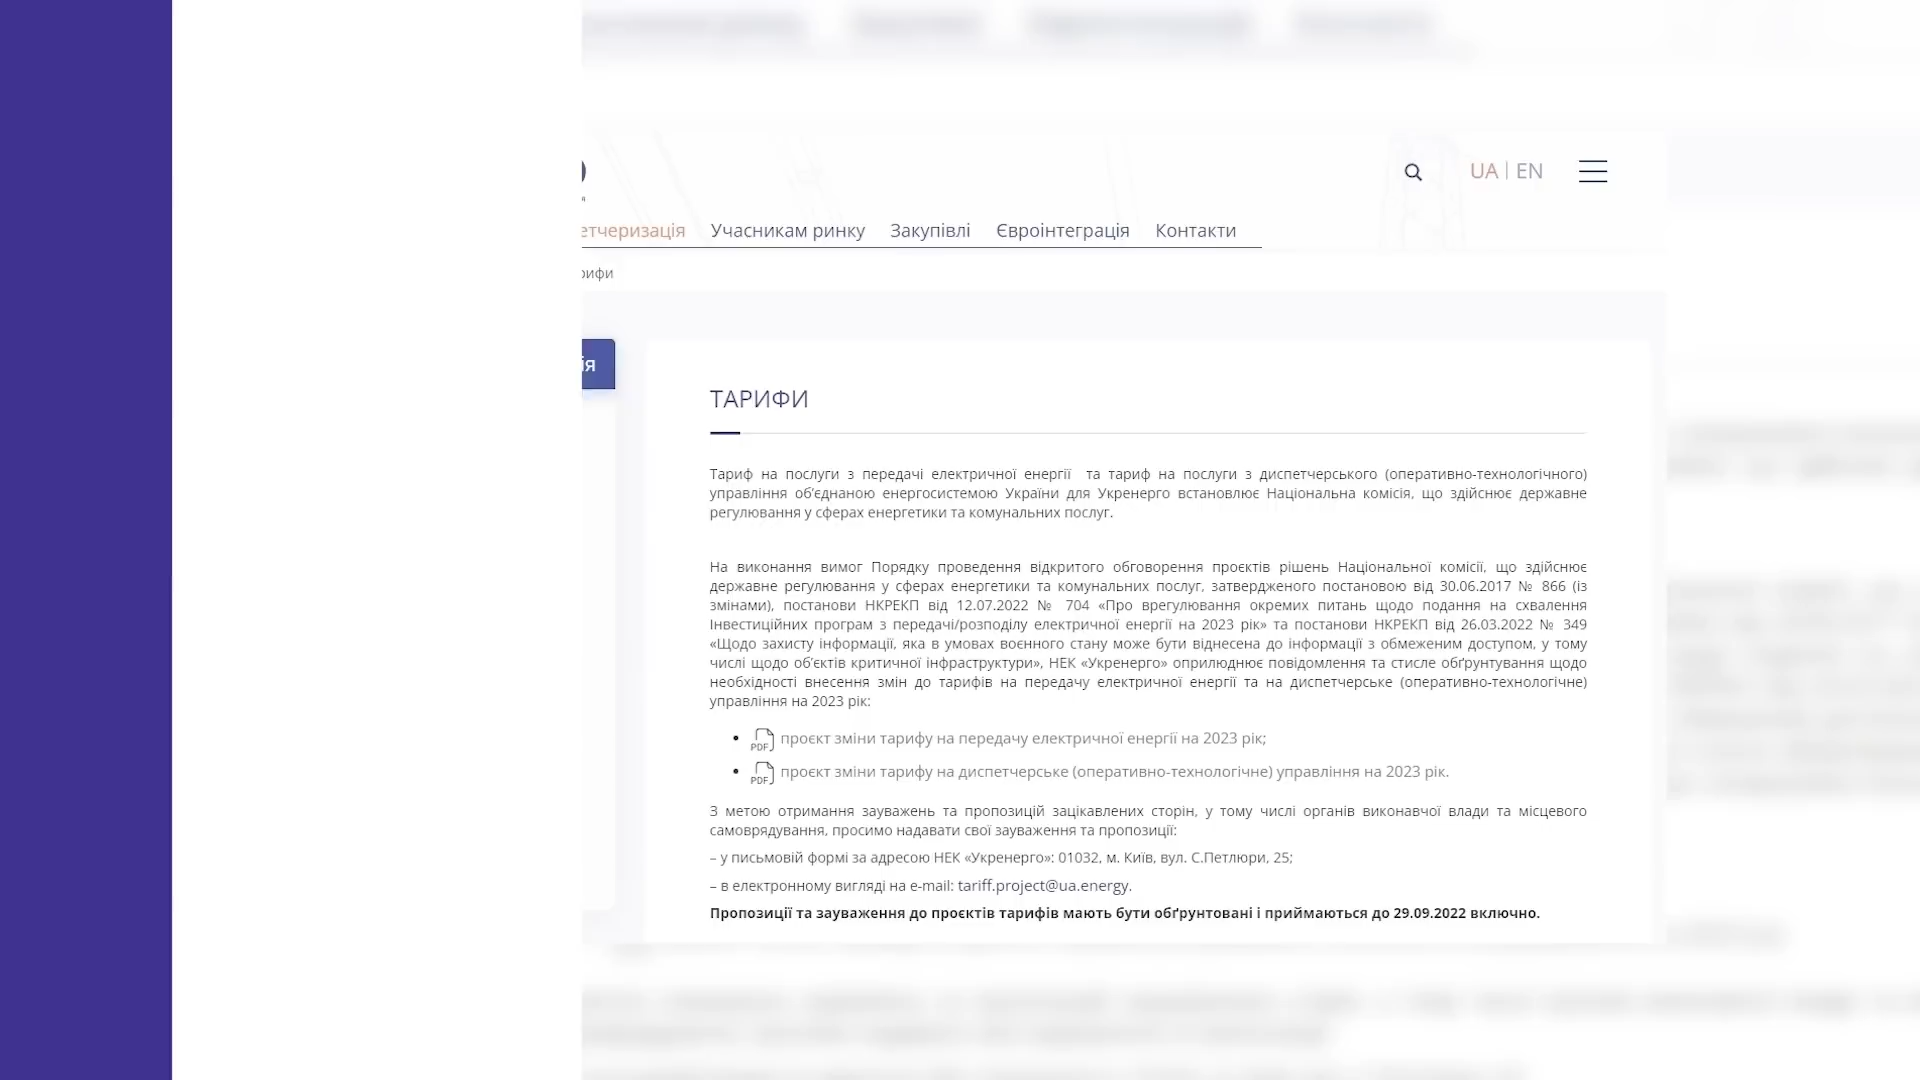 UA | EN
етчеризація Учасникам ринку Закупівлі Євроінтеграція Контакти
рифи
ія
ТАРИФИ
Тариф на послуги з передачі електричної енергії та тариф на послуги з диспетчерського (оперативно-технологічного)
управління об'єднаною енергосистемою України для Укренерго встановлює Національна комісія, що здійснює державне
регулювання у сферах енергетики та комунальних послуг.
На виконання вимог Порядку проведення відкритого обговорення проєктів рішень Національної комісії, що здійснює
державне регулювання у сферах енергетики та комунальних послуг, затвердженого постановою від 30.06.2017 № 866 (із
змінами), постанови НКРЕКП від 12.07.2022 № 704 «Про врегулювання окремих питань щодо подання на схвалення
Інвестиційних програм з передачі/розподілу електричної енергії на 2023 рік» та постанови НКРЕКП від 26.03.2022 № 349
«Щодо захисту інформації, яка в умовах воєнного стану може бути віднесена до інформації з обмеженим доступом, у тому
числі щодо об'єктів критичної інфраструктури», НЕК «Укренерго» оприлюднює повідомлення та стисле обґрунтування щодо
необхідності внесення змін до тарифів на передачу електричної енергії та на диспетчерське (оперативно-технологічне)
управління на 2023 рік:
• PDF проєкт зміни тарифу на передачу електричної енергії на 2023 рік;
• PDF проєкт зміни тарифу на диспетчерське (оперативно-технологічне) управління на 2023 рік.
З метою отримання зауважень та пропозицій зацікавлених сторін, у тому числі органів виконавчої влади та місцевого
самоврядування, просимо надавати свої зауваження та пропозиції:
– у письмовій формі за адресою НЕК «Укренерго»: 01032, м. Київ, вул. С.Петлюри, 25;
– в електронному вигляді на e-mail: tariff.project@ua.energy.
Пропозиції та зауваження до проєктів тарифів мають бути обґрунтовані і приймаються до 29.09.2022 включно.